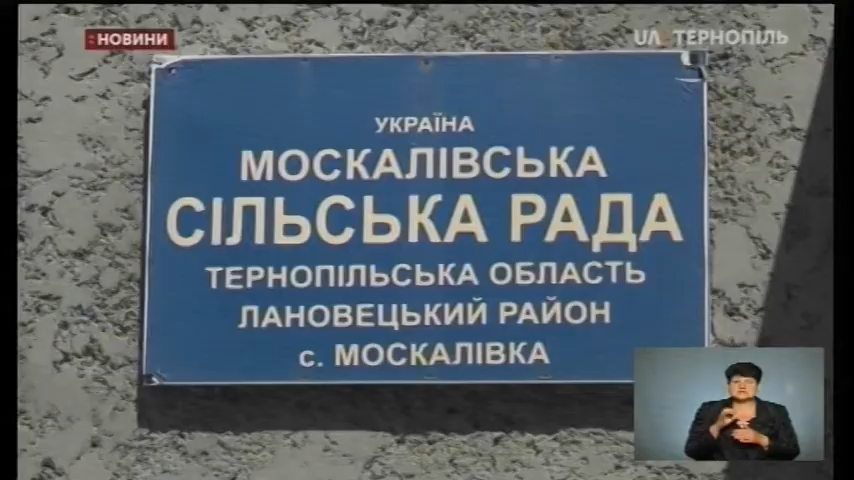 :НОВИНИ
UA: ТЕРНОПІЛЬ
УКРАЇНА
МОСКАЛІВСЬКА
СІЛЬСЬКА РАДА
ТЕРНОПІЛЬСЬКА ОБЛАСТЬ
ЛАНОВЕЦЬКИЙ РАЙОН
с. МОСКАЛІВКА